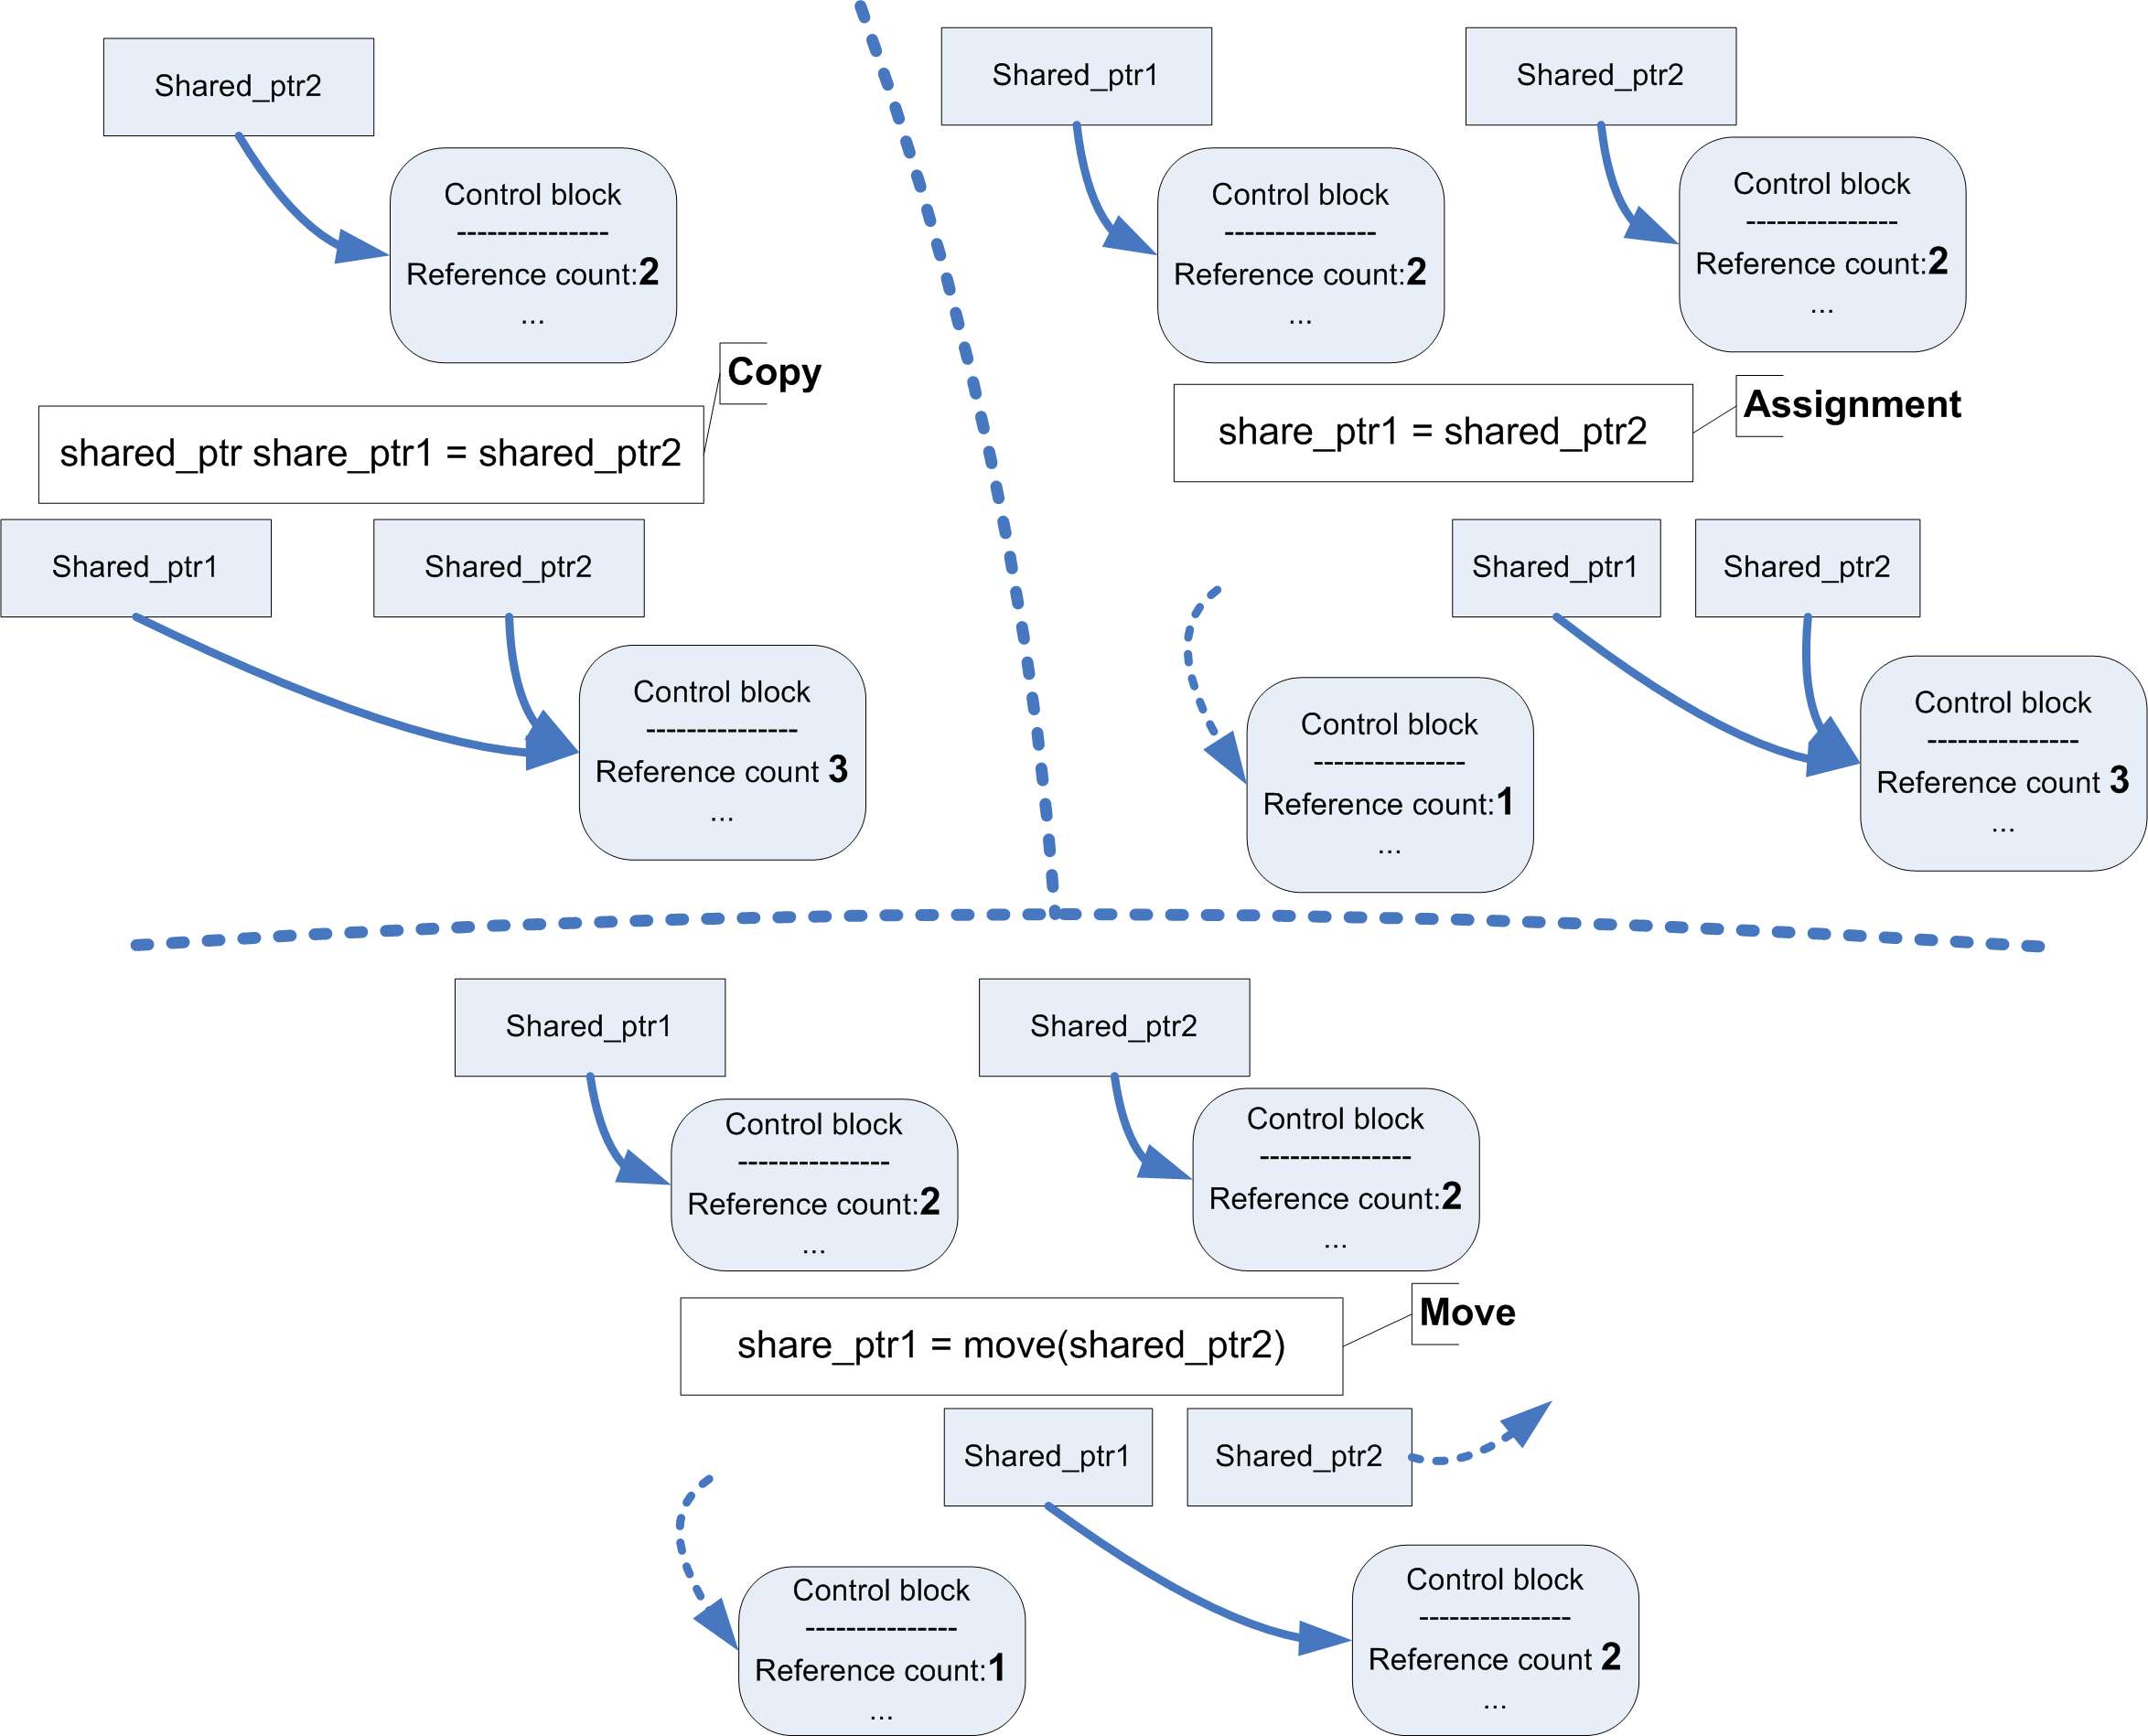 Shared_ptr2
Control block
---------------
Reference count:2
...
Copy
shared_ptr share_ptr1 = shared_ptr2
Shared_ptr1
Shared_ptr2
Control block
---------------
Reference count 3
...
Shared_ptr1
Shared_ptr2
Control block
---------------
Reference count:2
...
Control block
---------------
Reference count:2
...
Assignment
share_ptr1 = shared_ptr2
Shared_ptr1
Shared_ptr2
Control block
---------------
Reference count:1
...
Control block
---------------
Reference count 3
...
Shared_ptr1
Shared_ptr2
Control block
---------------
Reference count:2
...
Control block
---------------
Reference count:2
...
Move
share_ptr1 = move(shared_ptr2)
Shared_ptr1
Shared_ptr2
Control block
---------------
Reference count:1
...
Control block
---------------
Reference count 2
...